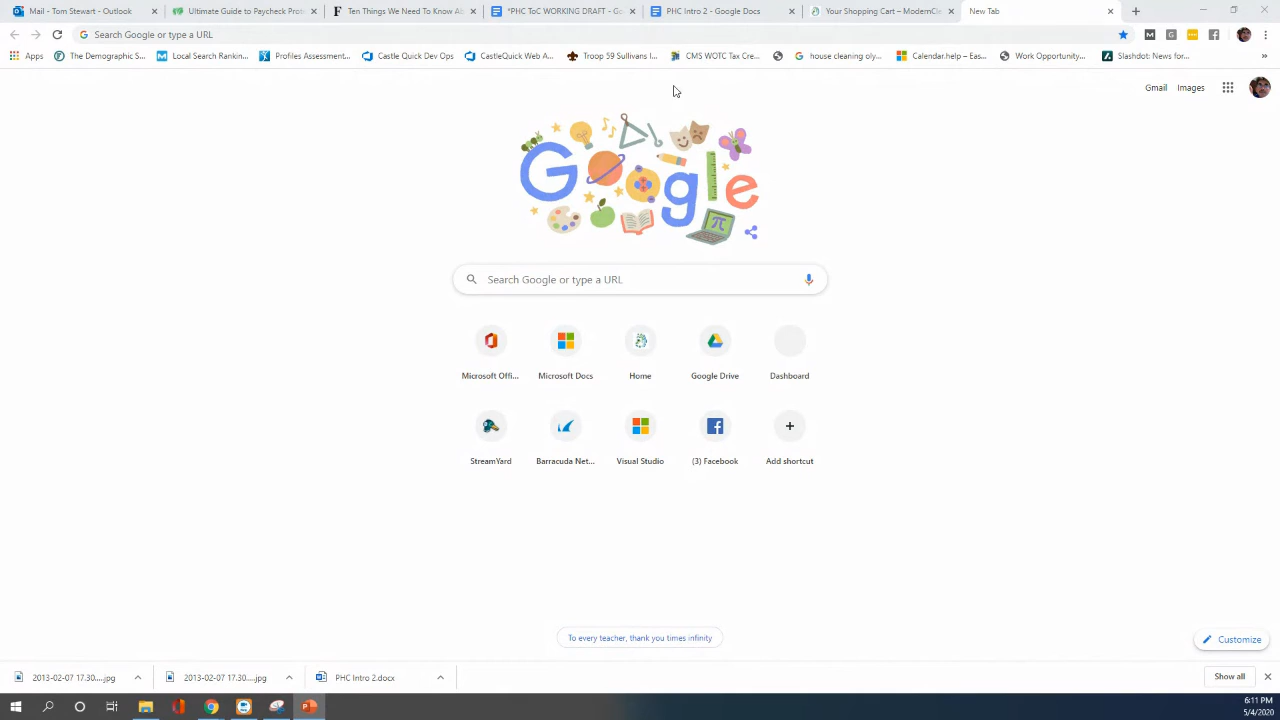 Mail - Tom Stewart - Outlook
Ultimate Guide to Paycheck Prote
Ten Things We Need To Know Ab
*PHC ToC WORKING DRAFT - Go
PHC Intro 2 - Google Docs
Your Shopping Cart – ModernCle
New Tab
Search Google or type a URL
Apps
The Demographic S...
Local Search Rankin...
Profiles Assessment...
Castle Quick Dev Ops
CastleQuick Web A...
Troop 59 Sullivans I...
CMS WOTC Tax Cre...
house cleaning oly...
Calendar.help – Eas...
Work Opportunity...
Slashdot: News for...
»
Gmail
Images
Google
Search Google or type a URL
Microsoft Offi...
Microsoft Docs
Home
Google Drive
Dashboard
StreamYard
Barracuda Net...
Visual Studio
(3) Facebook
Add shortcut
To every teacher, thank you times infinity
Customize
2013-02-07 17.30....jpg
2013-02-07 17.30....jpg
PHC Intro 2.docx
Show all
6:11 PM
5/4/2020